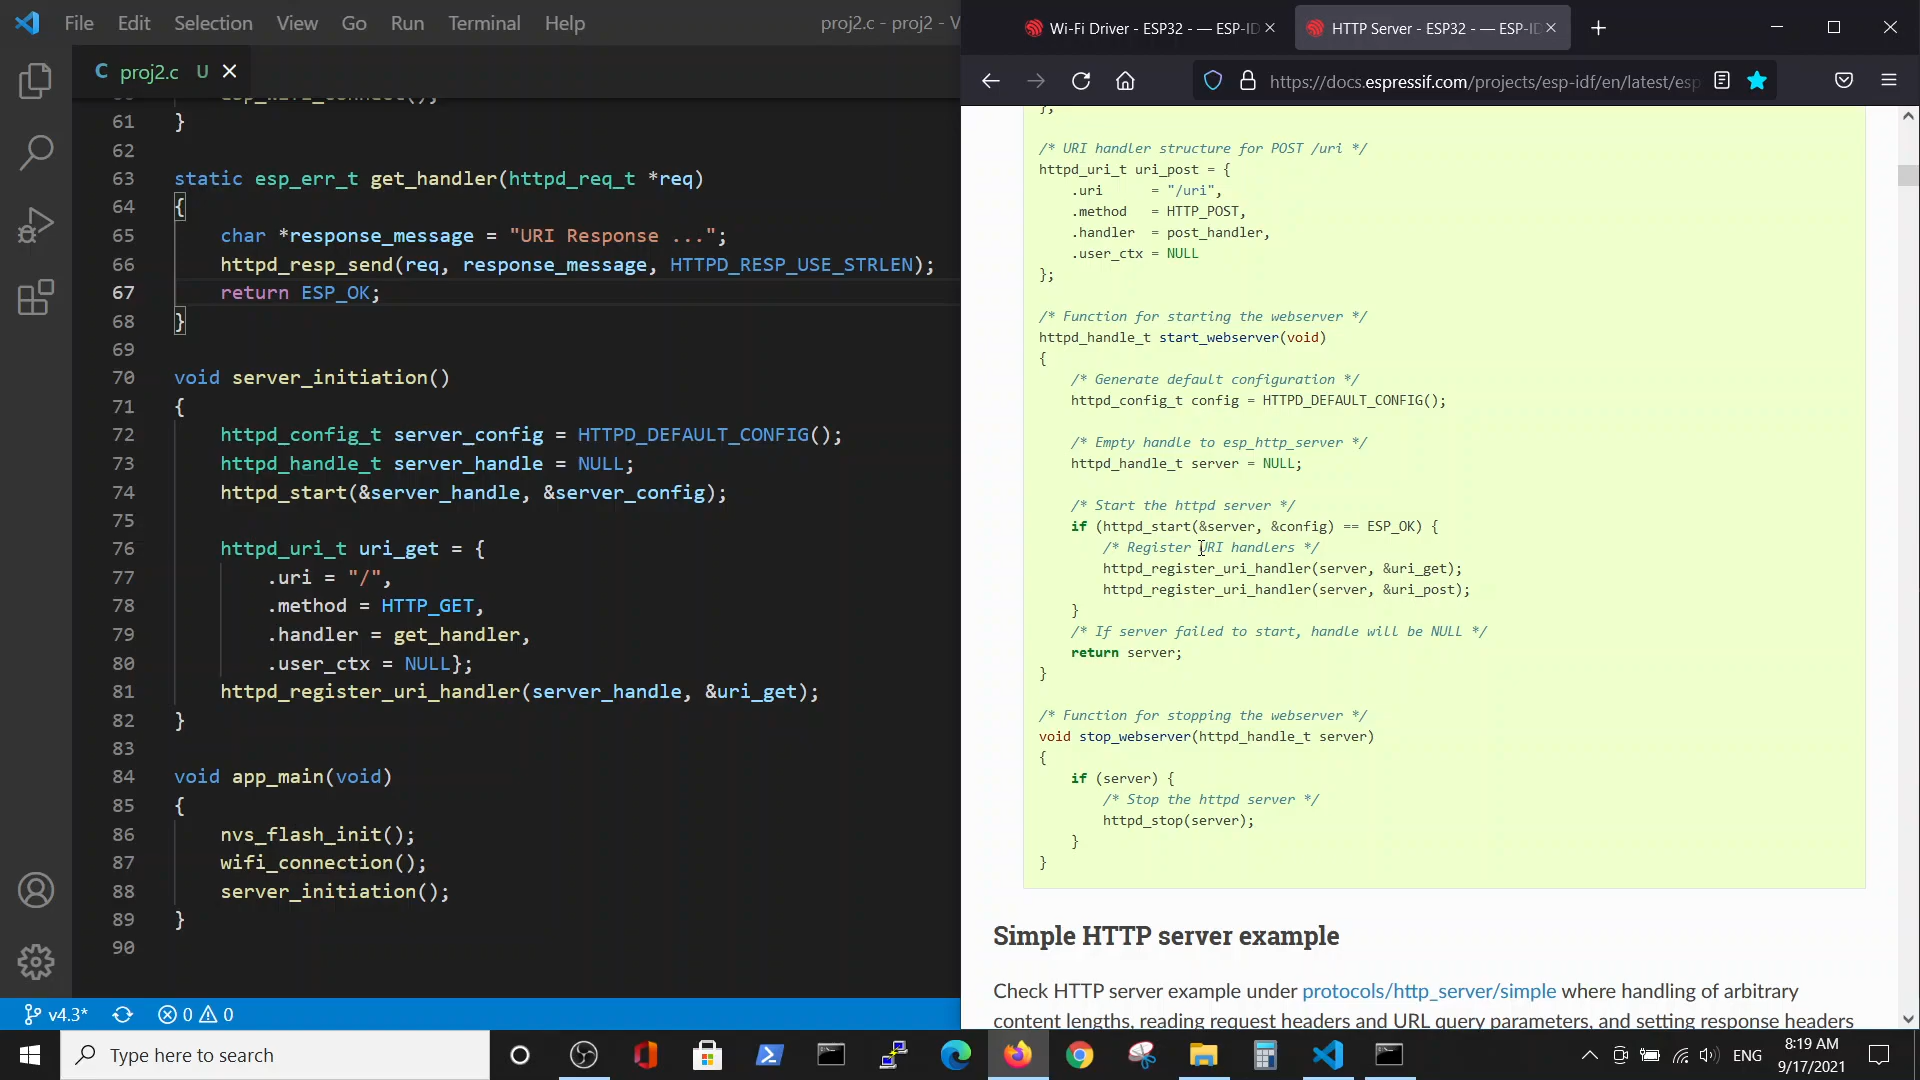 File Edit Selection View Go Run Terminal Help proj2.c - proj2 - V
C proj2.c U
61 }
62
63 static esp_err_t get_handler(httpd_req_t *req)
64 {
65 char *response_message = "URI Response ...";
66 httpd_resp_send(req, response_message, HTTPD_RESP_USE_STRLEN);
67 return ESP_OK;
68 }
69
70 void server_initiation()
71 {
72 httpd_config_t server_config = HTTPD_DEFAULT_CONFIG();
73 httpd_handle_t server_handle = NULL;
74 httpd_start(&server_handle, &server_config);
75
76 httpd_uri_t uri_get = {
77 .uri = "/",
78 .method = HTTP_GET,
79 .handler = get_handler,
80 .user_ctx = NULL};
81 httpd_register_uri_handler(server_handle, &uri_get);
82 }
83
84 void app_main(void)
85 {
86 nvs_flash_init();
87 wifi_connection();
88 server_initiation();
89 }
90
v4.3* 0 0
Wi-Fi Driver - ESP32 - — ESP-ID HTTP Server - ESP32 - — ESP-ID
https://docs.espressif.com/projects/esp-idf/en/latest/esp
};
/* URI handler structure for POST /uri */
httpd_uri_t uri_post = {
.uri = "/uri",
.method = HTTP_POST,
.handler = post_handler,
.user_ctx = NULL
};
/* Function for starting the webserver */
httpd_handle_t start_webserver(void)
{
/* Generate default configuration */
httpd_config_t config = HTTPD_DEFAULT_CONFIG();
/* Empty handle to esp_http_server */
httpd_handle_t server = NULL;
/* Start the httpd server */
if (httpd_start(&server, &config) == ESP_OK) {
/* Register URI handlers */
httpd_register_uri_handler(server, &uri_get);
httpd_register_uri_handler(server, &uri_post);
}
/* If server failed to start, handle will be NULL */
return server;
}
/* Function for stopping the webserver */
void stop_webserver(httpd_handle_t server)
{
if (server) {
/* Stop the httpd server */
httpd_stop(server);
}
}
Simple HTTP server example
Check HTTP server example under protocols/http_server/simple where handling of arbitrary
content lengths, reading request headers and URL query parameters, and setting response headers
Type here to search
ENG
8:19 AM
9/17/2021